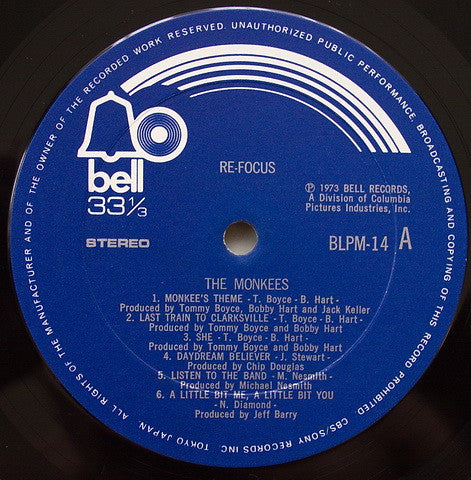 ALL RIGHTS OF THE MANUFACTURER AND OF THE OWNER OF THE RECORDED WORK RESERVED. UNAUTHORIZED PUBLIC PERFORMANCE, BROADCASTING AND COPYING OF THIS RECORD PROHIBITED. CBS/SONY RECORDS INC. TOKYO JAPAN.
bell
33 1/3
STEREO
RE-FOCUS
℗ 1973 BELL RECORDS,
A Division of Columbia
Pictures Industries, Inc.
BLPM-14 A
THE MONKEES
1. MONKEE'S THEME - T. Boyce - B. Hart -
Produced by Tommy Boyce, Bobby Hart and Jack Keller
2. LAST TRAIN TO CLARKSVILLE - T. Boyce - B. Hart -
Produced by Tommy Boyce and Bobby Hart
3. SHE - T. Boyce - B. Hart -
Produced by Tommy Boyce and Bobby Hart
4. DAYDREAM BELIEVER - J. Stewart -
Produced by Chip Douglas
5. LISTEN TO THE BAND - M. Nesmith -
Produced by Michael Nesmith
6. A LITTLE BIT ME, A LITTLE BIT YOU
- N. Diamond -
Produced by Jeff Barry